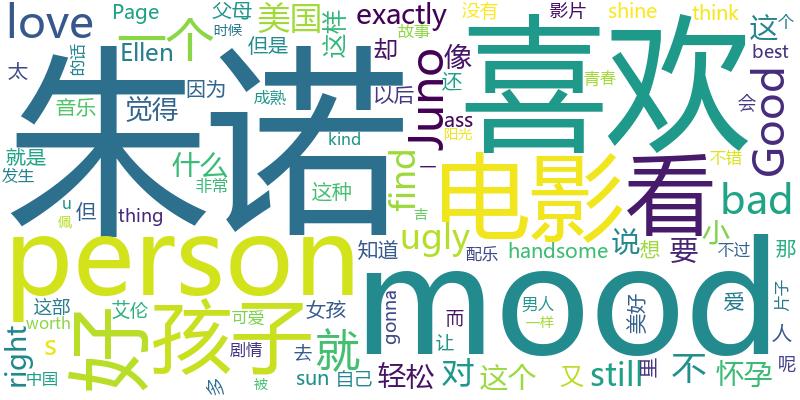 love
Page
一个
父母
时候
美国
这样
exactly
没有
影片
shine
think
这个
太
的话
Ellen
但是
故事
却
像
喜欢
best
音乐
觉得
因为
成熟
以后
还
ass
青春
会
Good
朱诺
Juno
就是
发生
什么
非常
kind
这种
find
一
阳光
电影
看
不错
bad
u
佩
但
thing
言
person
知道
ugly
配乐
handsome
说
想
要
小
不过
那
这部
worth
艾伦
好
孩子
女孩
可爱
就
gonna
而
mood
男人
一样
美好
爱
片子
人
right
s
中国
剧情
去
多
被
sun
自己
让
轻松
对
这个
又
still
里
不
怀孕
呢